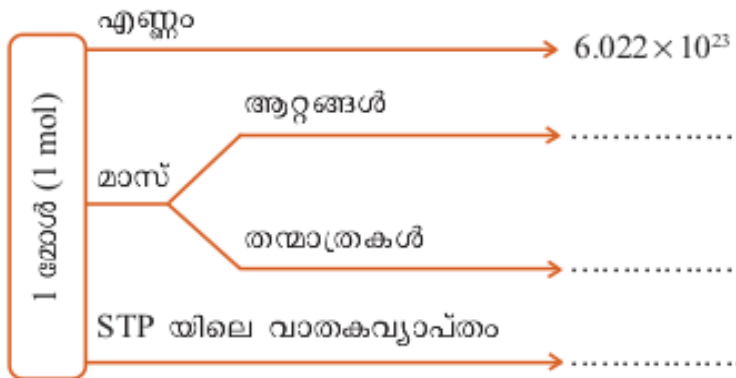 എണ്ണം
6.022 × 10²³
ആറ്റങ്ങൾ
...............
1 മോൾ (1 mol)
മാസ്
തന്മാത്രകൾ
...............
STP യിലെ വാതകവ്യാപ്തം
...............